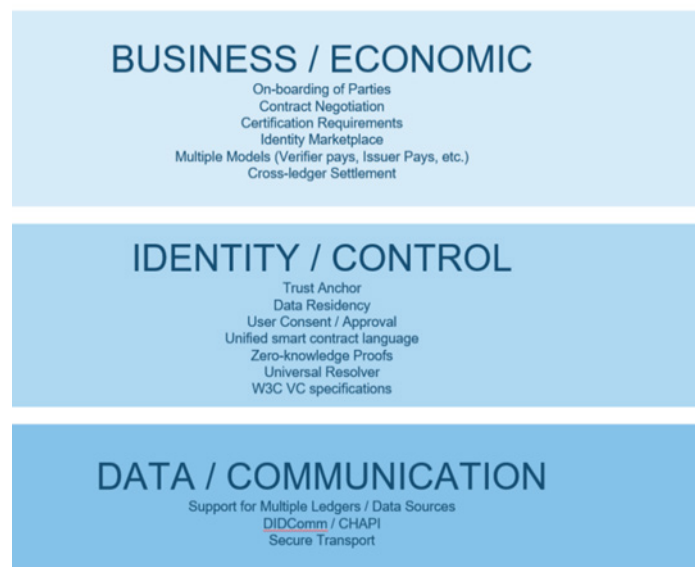 BUSINESS / ECONOMIC
On-boarding of Parties
Contract Negotiation
Certification Requirements
Identity Marketplace
Multiple Models (Verifier pays, Issuer Pays, etc.)
Cross-ledger Settlement
IDENTITY / CONTROL
Trust Anchor
Data Residency
User Consent / Approval
Unified smart contract language
Zero-knowledge Proofs
Universal Resolver
W3C VC specifications
DATA / COMMUNICATION
Support for Multiple Ledgers / Data Sources
DIDComm / CHAPI
Secure Transport